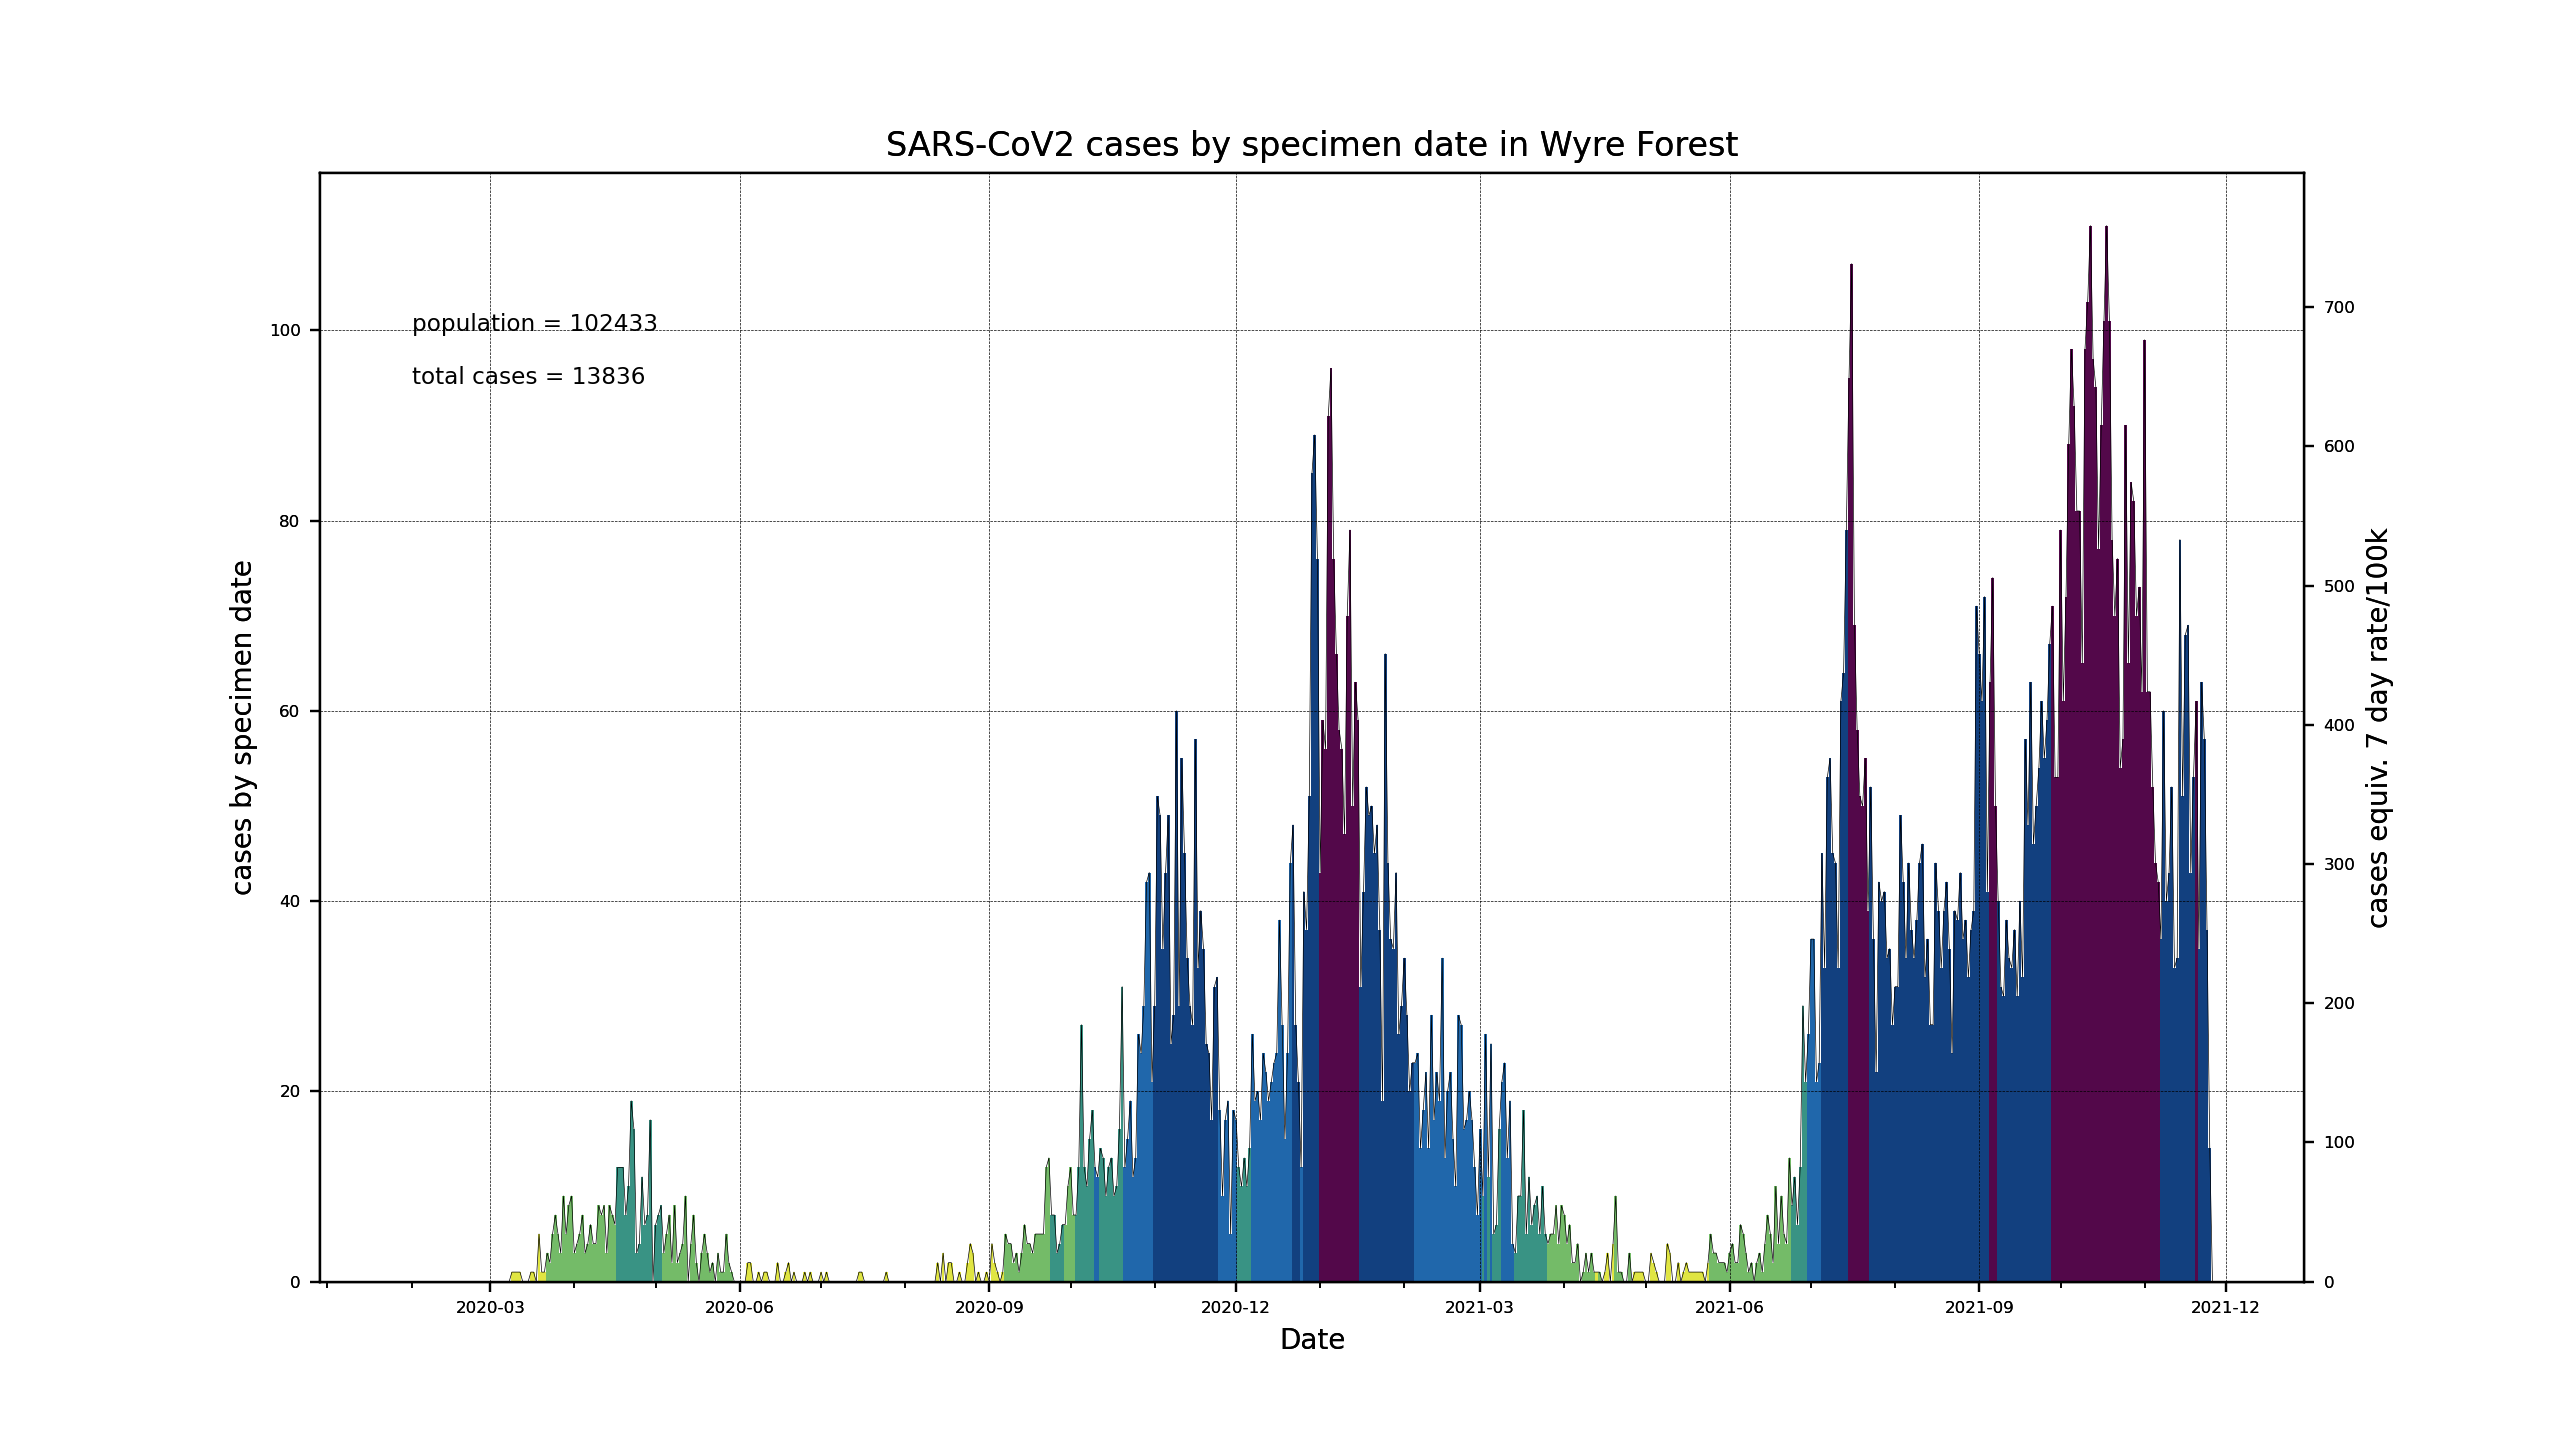 SARS-CoV2 cases by specimen date in Wyre Forest
population = 102433
total cases = 13836
cases by specimen date
100
80
60
40
20
0
700
600
500
400
300
200
100
0
cases equiv. 7 day rate/100k
2020-03 2020-06 2020-09 2020-12 2021-03 2021-06 2021-09 2021-12
Date